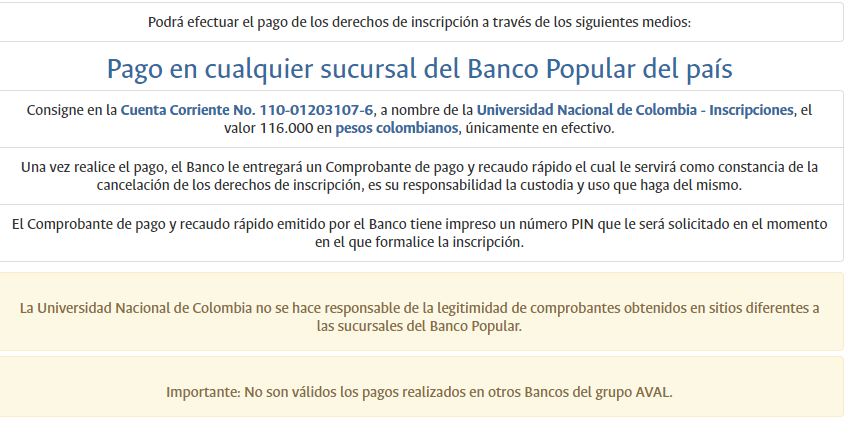 Podrá efectuar el pago de los derechos de inscripción a través de los siguientes medios:
Pago en cualquier sucursal del Banco Popular del país
Consigne en la Cuenta Corriente No. 110-01203107-6, a nombre de la Universidad Nacional de Colombia - Inscripciones, el
valor 116.000 en pesos colombianos, únicamente en efectivo.
Una vez realice el pago, el Banco le entregará un Comprobante de pago y recaudo rápido el cual le servirá como constancia de la
cancelación de los derechos de inscripción, es su responsabilidad la custodia y uso que haga del mismo.
El Comprobante de pago y recaudo rápido emitido por el Banco tiene impreso un número PIN que le será solicitado en el momento
en el que formalice la inscripción.
La Universidad Nacional de Colombia no se hace responsable de la legitimidad de comprobantes obtenidos en sitios diferentes a
las sucursales del Banco Popular.
Importante: No son válidos los pagos realizados en otros Bancos del grupo AVAL.